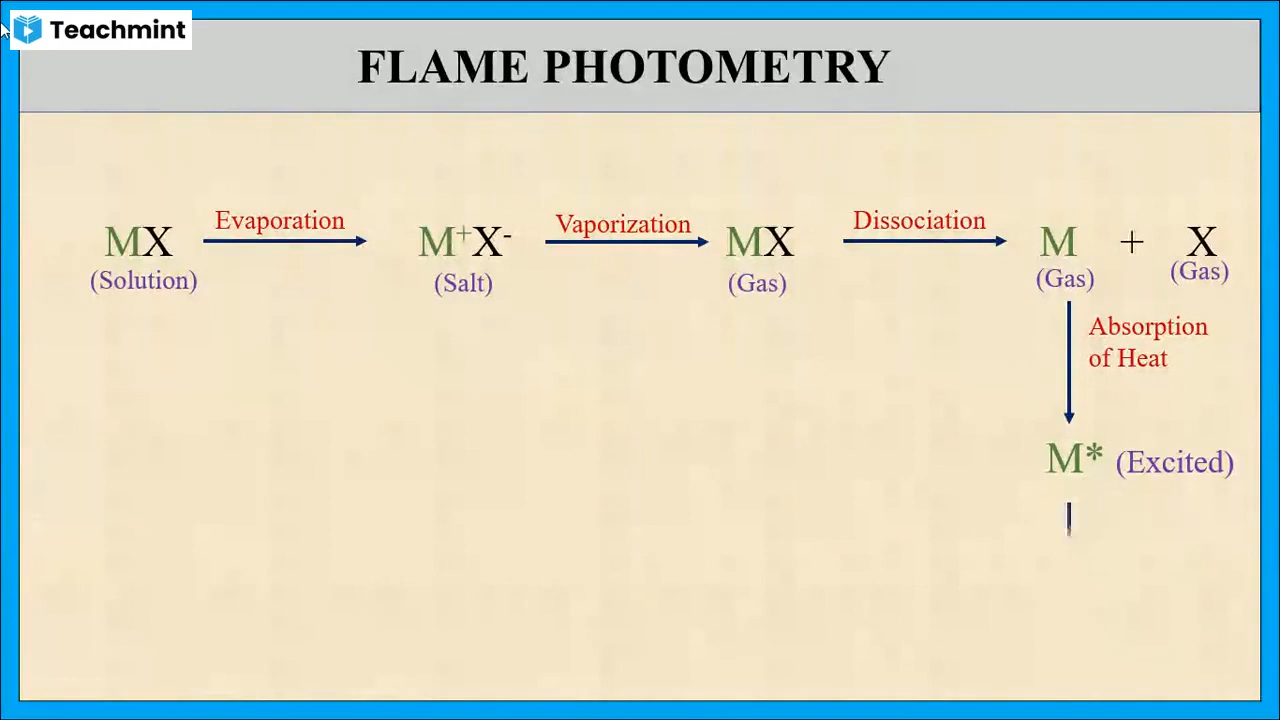 Teachmint
FLAME PHOTOMETRY
MX
(Solution)
Evaporation
M⁺X⁻
(Salt)
Vaporization
MX
(Gas)
Dissociation
M + X
(Gas) (Gas)
Absorption
of Heat
M* (Excited)